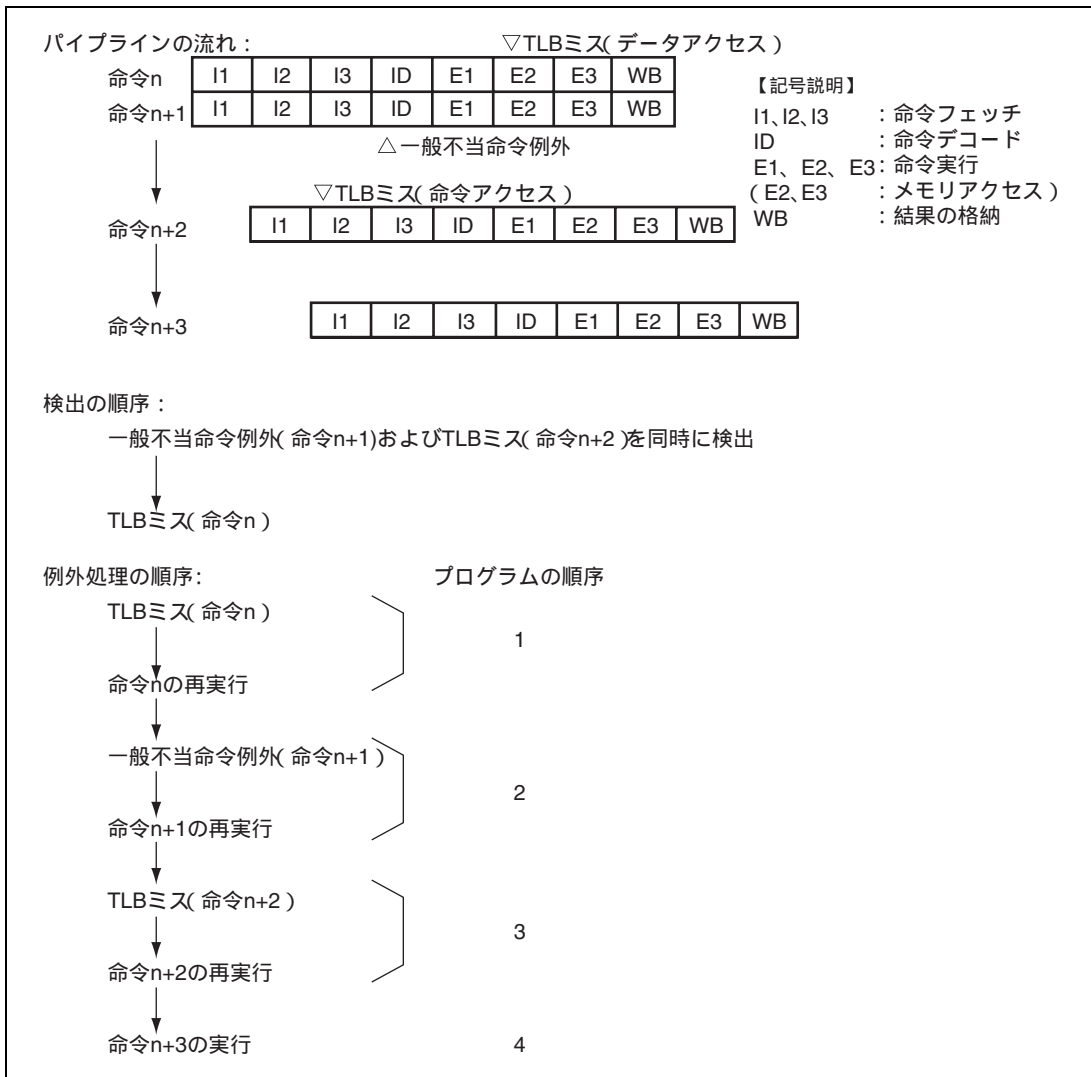 パイプラインの流れ：
▽TLBミス（データアクセス）
命令n I1 I2 I3 ID E1 E2 E3 WB
命令n+1 I1 I2 I3 ID E1 E2 E3 WB
△一般不当命令例外
【記号説明】
I1、I2、I3 ：命令フェッチ
ID ：命令デコード
E1、E2、E3：命令実行
（E2、E3 ：メモリアクセス）
WB ：結果の格納
▽TLBミス（命令アクセス）
命令n+2 I1 I2 I3 ID E1 E2 E3 WB
命令n+3 I1 I2 I3 ID E1 E2 E3 WB
検出の順序：
一般不当命令例外（命令n+1)およびTLBミス（命令n+2）を同時に検出
TLBミス（命令n）
例外処理の順序: プログラムの順序
TLBミス（命令n）
1
命令nの再実行
一般不当命令例外（命令n+1）
2
命令n+1の再実行
TLBミス（命令n+2）
3
命令n+2の再実行
命令n+3の実行 4